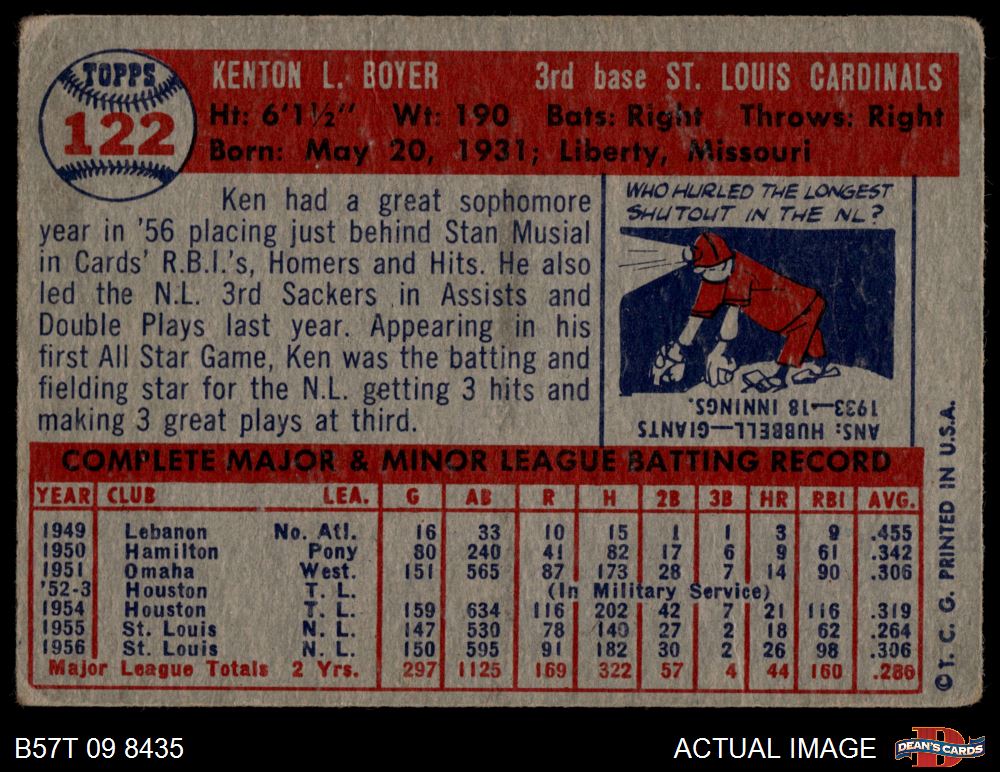 TOPPS
122
KENTON L. BOYER 3rd base ST. LOUIS CARDINALS
Ht: 6'1½" Wt: 190 Bats: Right Throws: Right
Born: May 20, 1931; Liberty, Missouri
Ken had a great sophomore
year in '56 placing just behind Stan Musial
in Cards' R.B.I.'s, Homers and Hits. He also
led the N.L. 3rd Sackers in Assists and
Double Plays last year. Appearing in his
first All Star Game, Ken was the batting and
fielding star for the N.L. getting 3 hits and
making 3 great plays at third.
WHO HURLED THE LONGEST
SHUTOUT IN THE NL?
ANS: HUBBELL—GIANTS
1933—18 INNINGS.
COMPLETE MAJOR & MINOR LEAGUE BATTING RECORD
YEAR CLUB LEA. G AB R H 2B 3B HR RBI AVG.
1949 Lebanon No. Atl. 16 33 10 15 1 1 3 9 .455
1950 Hamilton Pony 80 240 41 82 17 6 9 61 .342
1951 Omaha West. 151 565 87 173 28 7 14 90 .306
'52-3 Houston T. L. (In Military Service)
1954 Houston T. L. 159 634 116 202 42 7 21 116 .319
1955 St. Louis N. L. 147 530 78 140 27 2 18 62 .264
1956 St. Louis N. L. 150 595 91 182 30 2 26 98 .306
Major League Totals 2 Yrs. 297 1125 169 322 57 4 44 160 .286
© T. C. G. PRINTED IN U.S.A.
B57T 09 8435
ACTUAL IMAGE
DEAN'S CARDS